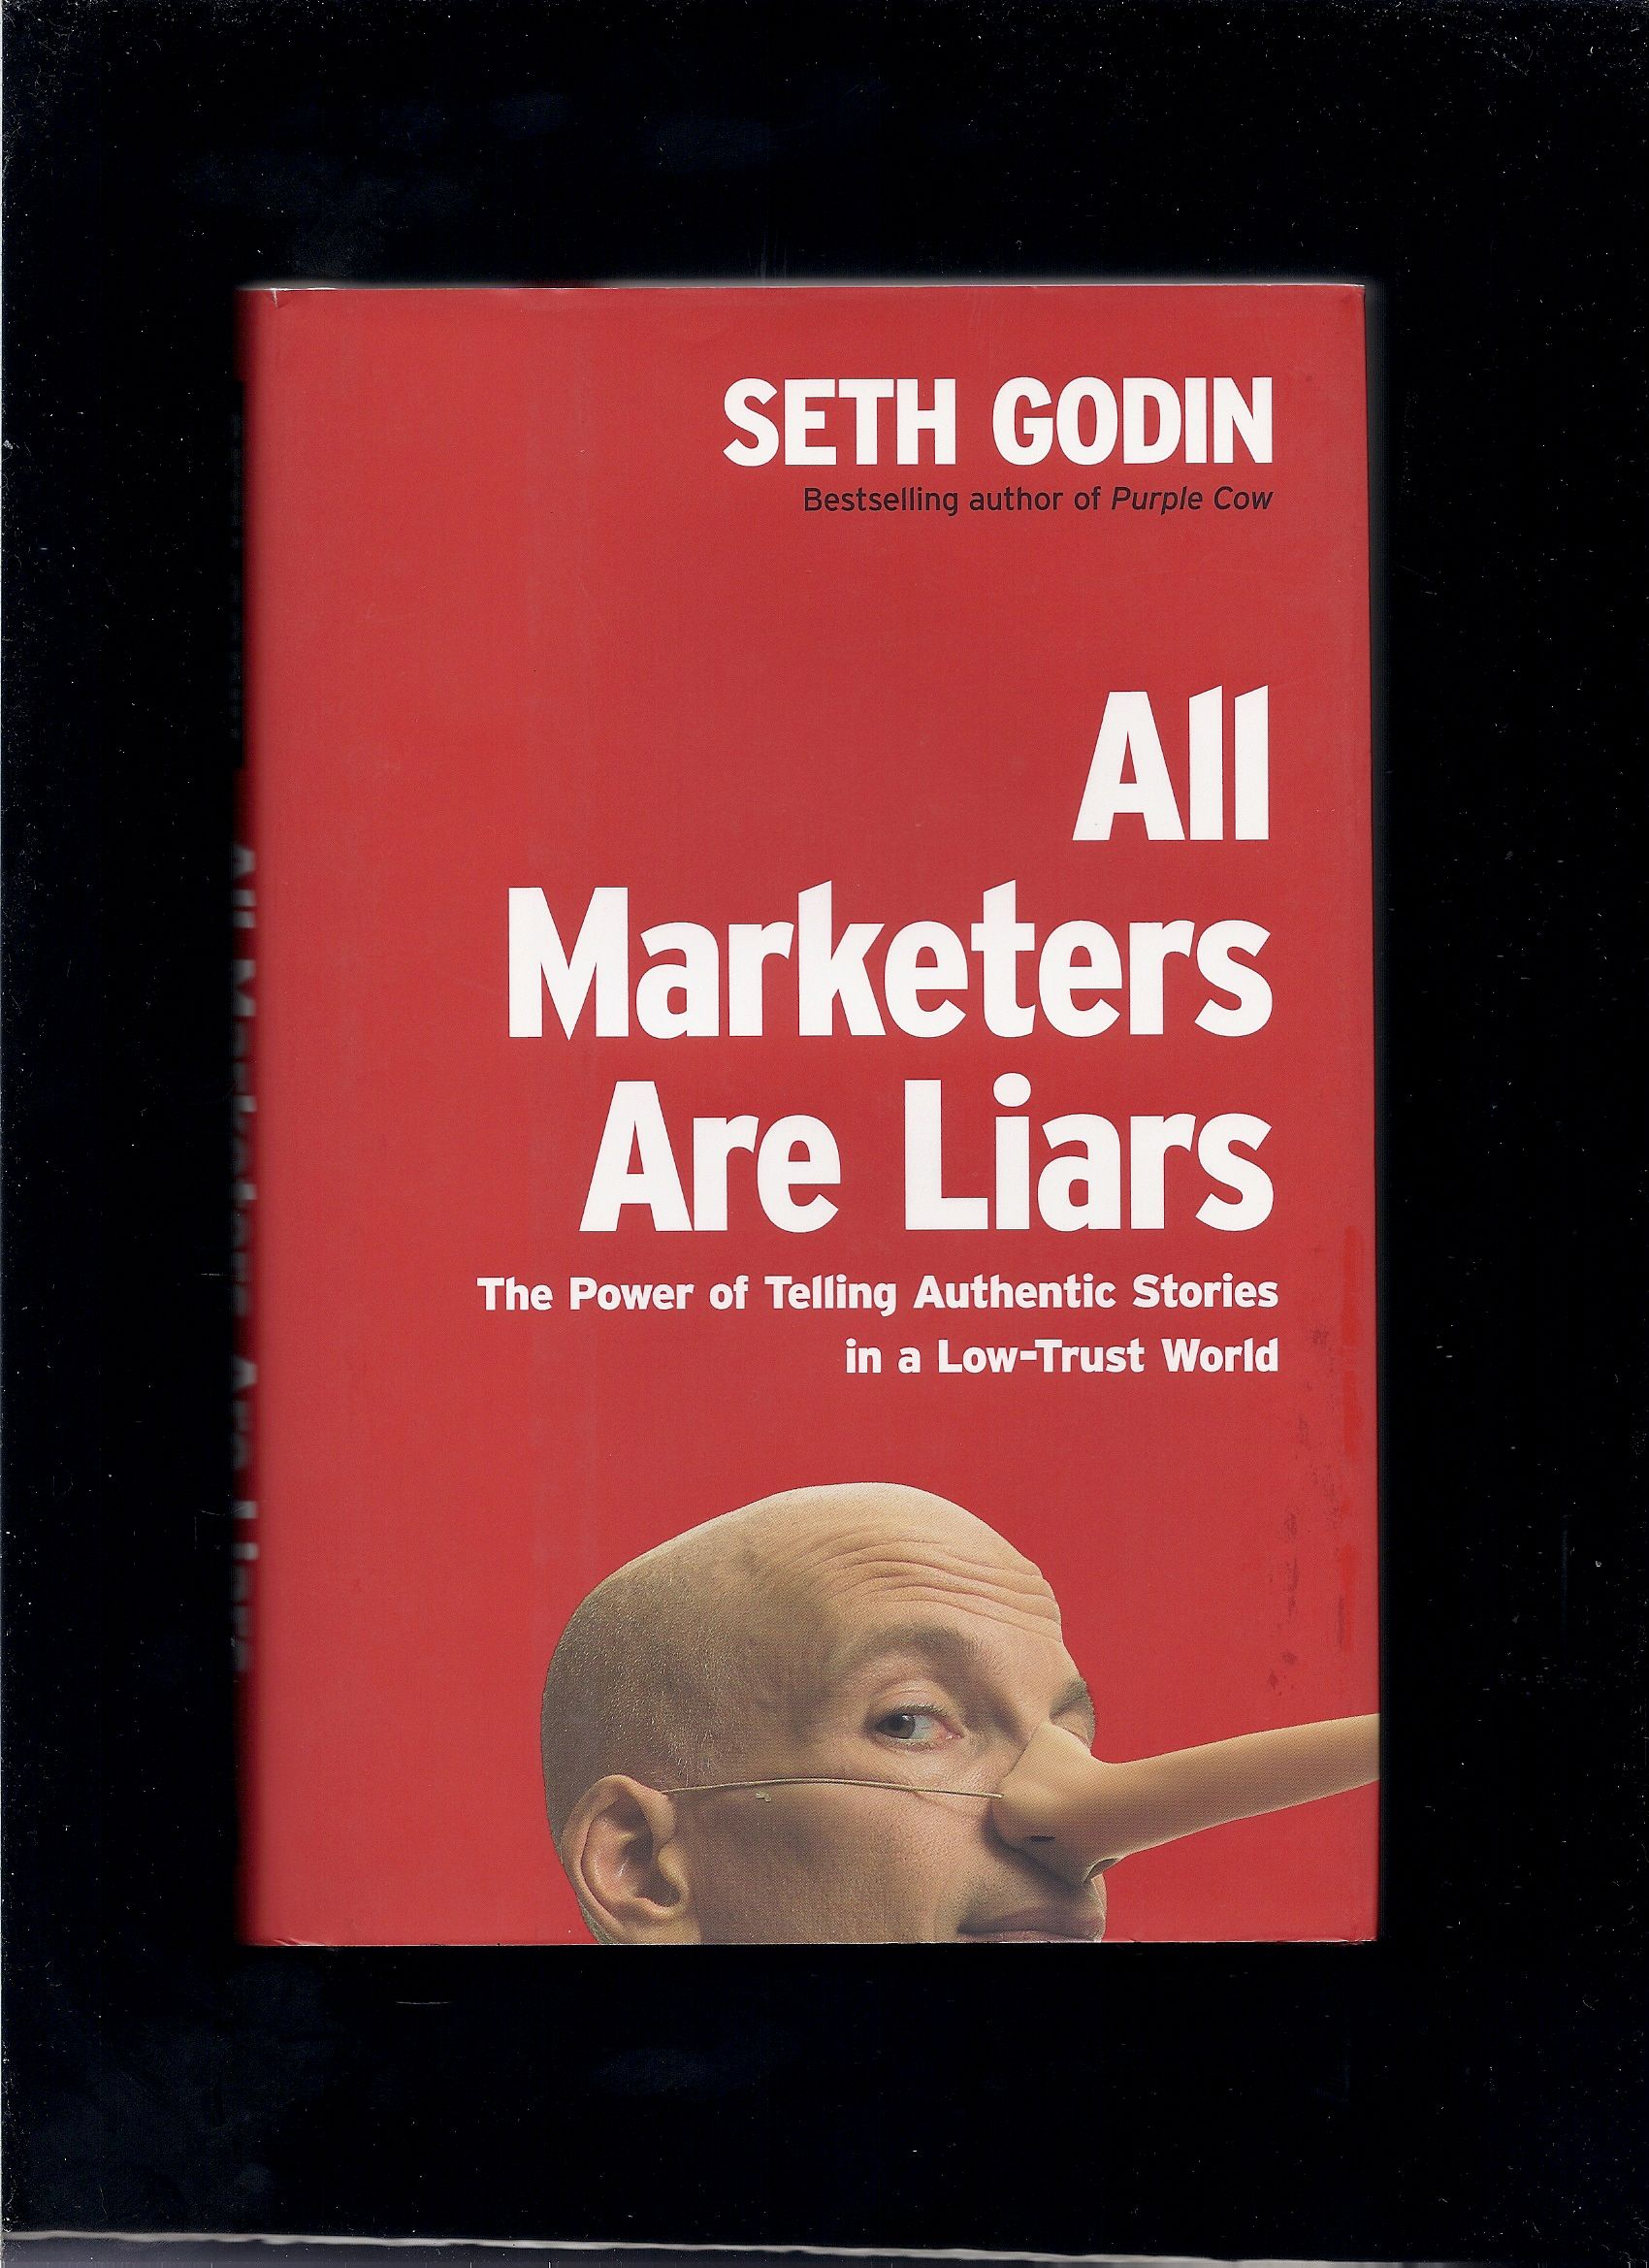 SETH GODIN
Bestselling author of Purple Cow
All
Marketers
Are Liars
The Power of Telling Authentic Stories
in a Low-Trust World